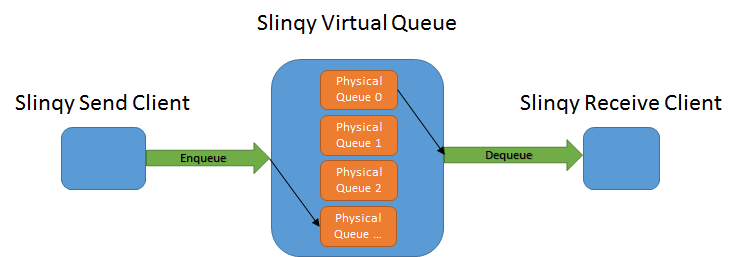 Slinqy Virtual Queue
Slinqy Send Client
Slinqy Receive Client
Physical
Queue 0
Physical
Queue 1
Physical
Queue 2
Physical
Queue ...
Enqueue
Dequeue